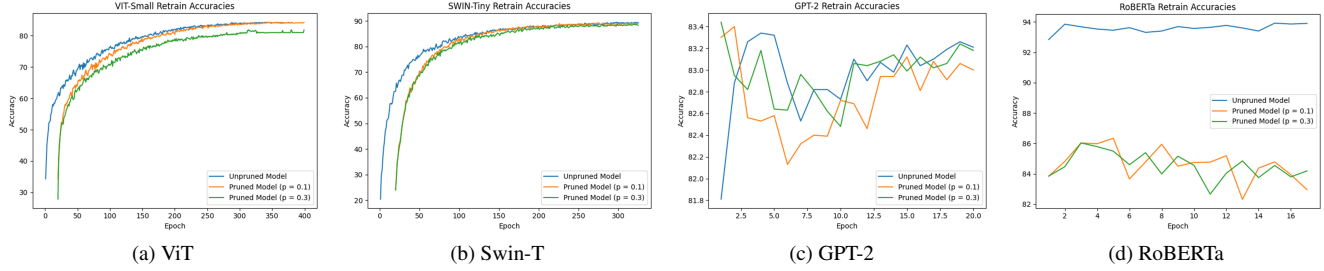 VIT-Small Retrain Accuracies
Accuracy
80
70
60
50
40
30
0
50
100
150
200
250
300
350
400
Epoch
Unpruned Model
Pruned Model (p = 0.1)
Pruned Model (p = 0.3)
(a) ViT
SWIN-Tiny Retrain Accuracies
Accuracy
90
80
70
60
50
40
30
20
0
50
100
150
200
250
300
Epoch
Unpruned Model
Pruned Model (p = 0.1)
Pruned Model (p = 0.3)
(b) Swin-T
GPT-2 Retrain Accuracies
Accuracy
83.4
83.2
83.0
82.8
82.6
82.4
82.2
82.0
81.8
2.5
5.0
7.5
10.0
12.5
15.0
17.5
20.0
Epoch
Unpruned Model
Pruned Model (p = 0.1)
Pruned Model (p = 0.3)
(c) GPT-2
RoBERTa Retrain Accuracies
Accuracy
94
92
90
88
86
84
82
2
4
6
8
10
12
14
16
Epoch
Unpruned Model
Pruned Model (p = 0.1)
Pruned Model (p = 0.3)
(d) RoBERTa